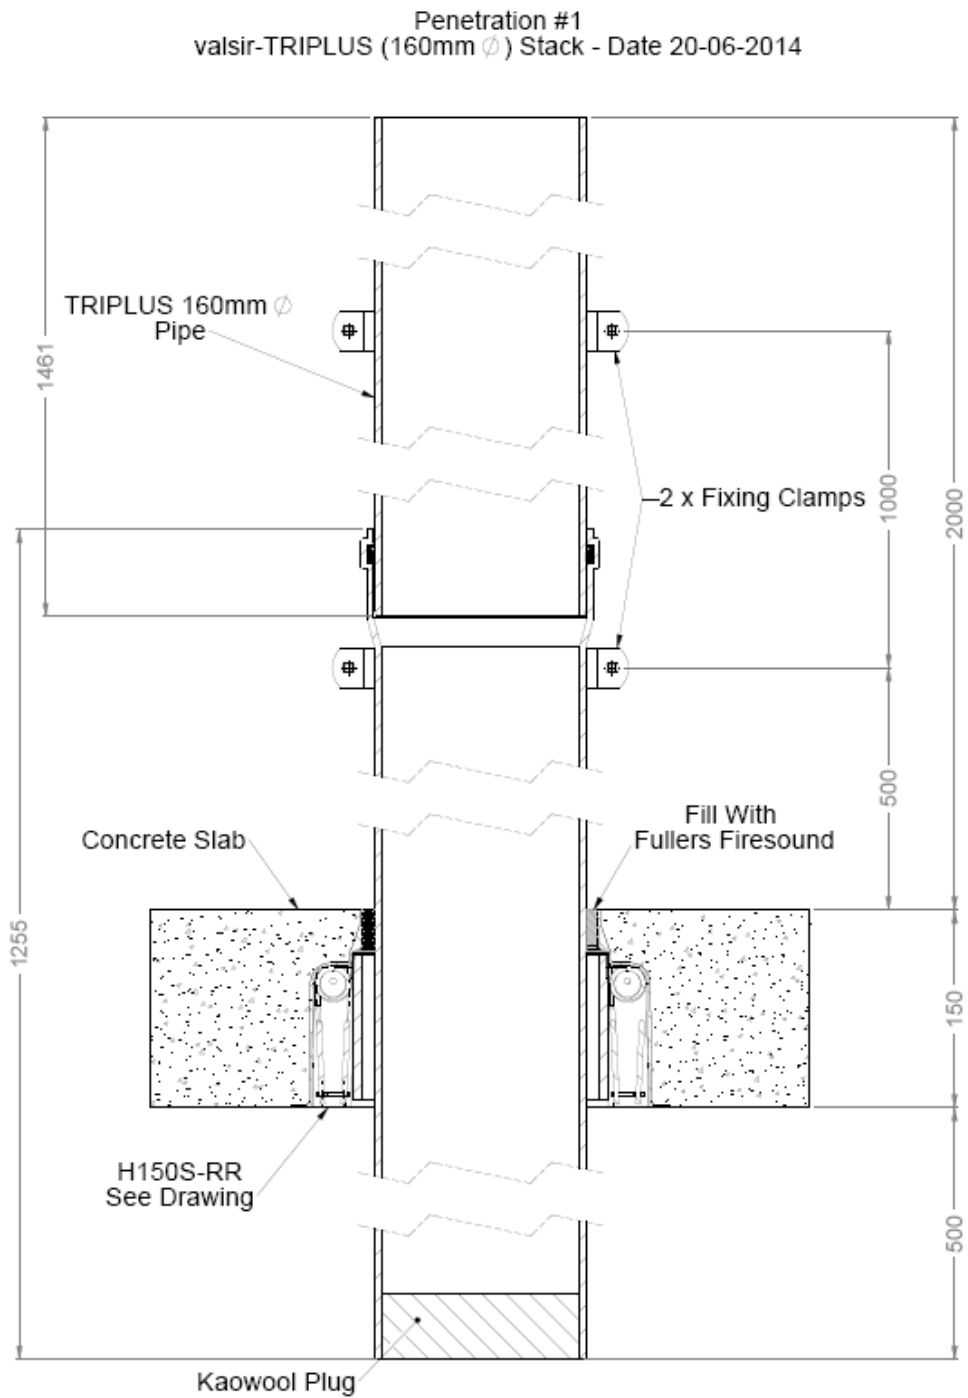 Penetration #1
valsir-TRIPLUS (160mm ∅) Stack - Date 20-06-2014
TRIPLUS 160mm ∅
Pipe
1461
2 x Fixing Clamps
1000
2000
500
Fill With
Fullers Firesound
Concrete Slab
1255
150
H150S-RR
See Drawing
500
Kaowool Plug